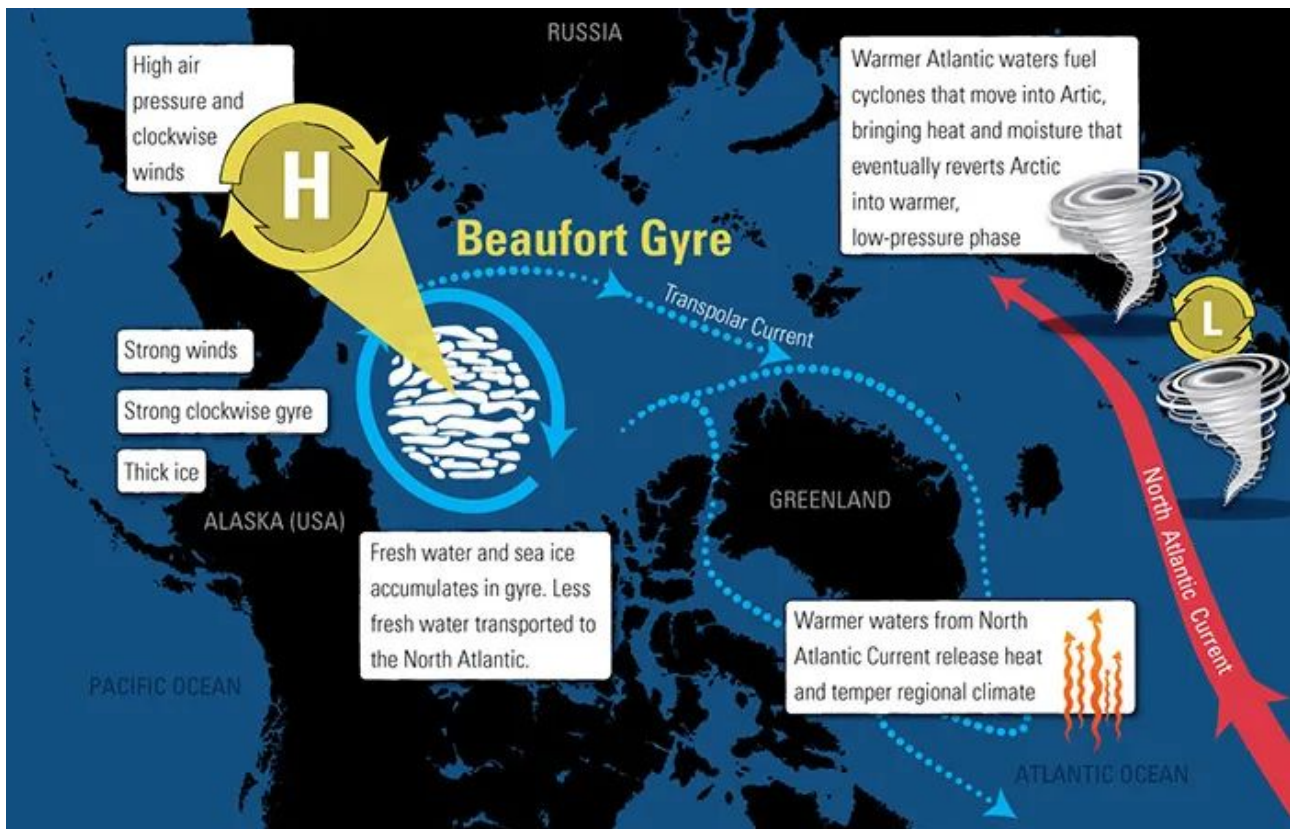 RUSSIA
High air
pressure and
clockwise
winds
H
Warmer Atlantic waters fuel
cyclones that move into Artic,
bringing heat and moisture that
eventually reverts Arctic
into warmer,
low-pressure phase
Beaufort Gyre
Transpolar Current
L
Strong winds
Strong clockwise gyre
Thick ice
ALASKA (USA)
GREENLAND
North Atlantic Current
Fresh water and sea ice
accumulates in gyre. Less
fresh water transported to
the North Atlantic.
Warmer waters from North
Atlantic Current release heat
and temper regional climate
PACIFIC OCEAN
ATLANTIC OCEAN